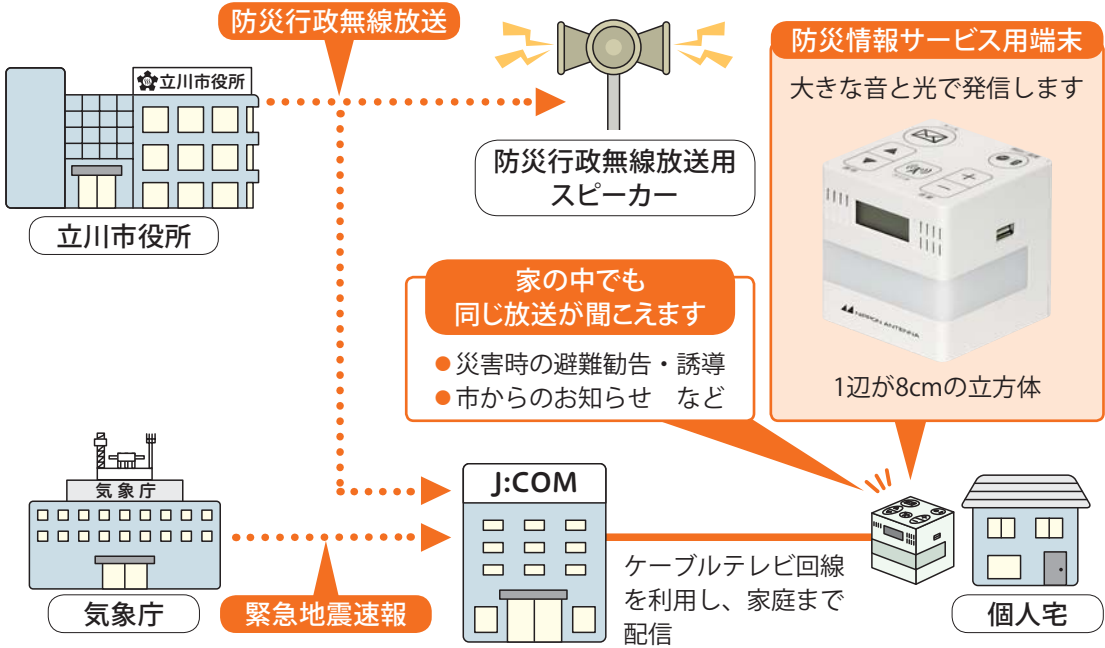 防災行政無線放送
立川市役所
立川市役所
防災行政無線放送用
スピーカー
防災情報サービス用端末
大きな音と光で発信します
NIPPON ANTENNA
1辺が8cmの立方体
家の中でも
同じ放送が聞こえます
●災害時の避難勧告・誘導
●市からのお知らせ　など
気象庁
気象庁
緊急地震速報
J:COM
ケーブルテレビ回線
を利用し、家庭まで
配信
個人宅